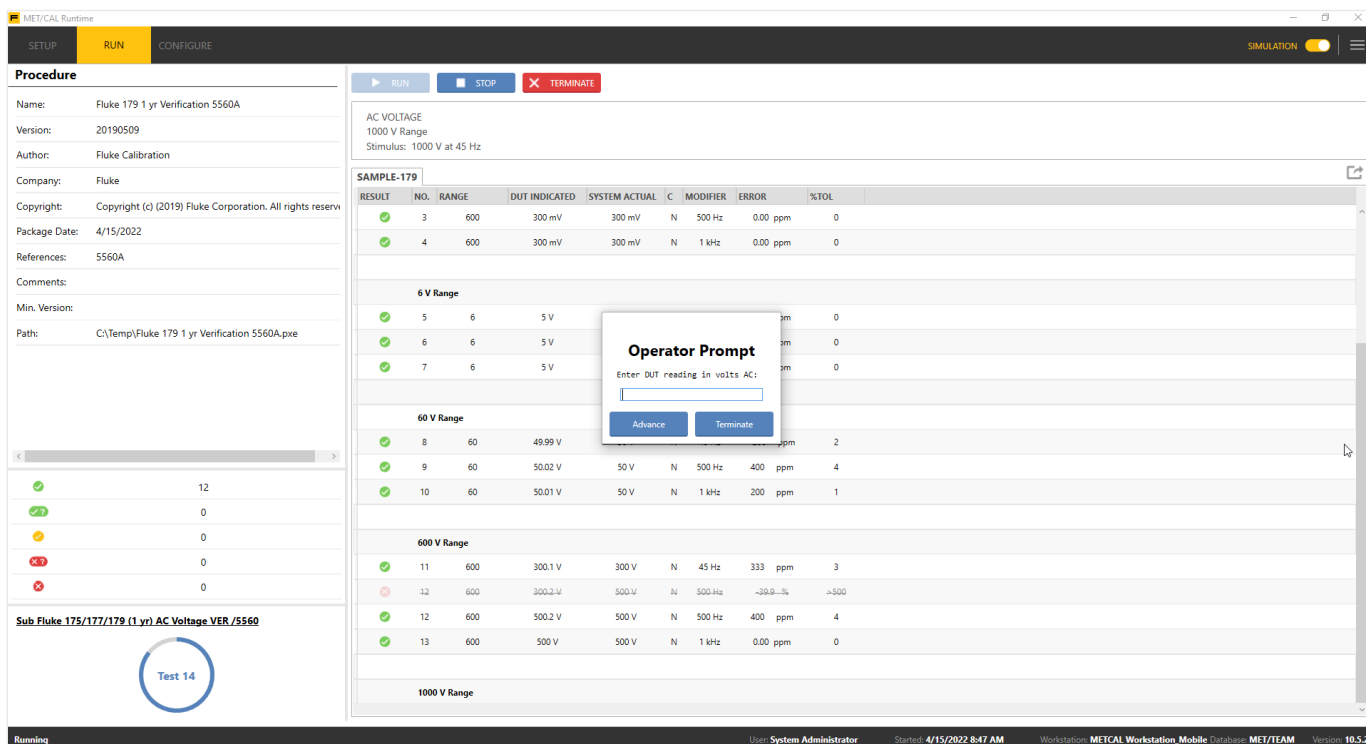 MET/CAL Runtime
SETUP RUN CONFIGURE SIMULATION
Procedure
Name: Fluke 179 1 yr Verification 5560A
Version: 20190509
Author: Fluke Calibration
Company: Fluke
Copyright: Copyright (c) (2019) Fluke Corporation. All rights reserve
Package Date: 4/15/2022
References: 5560A
Comments:
Min. Version:
Path: C:\Temp\Fluke 179 1 yr Verification 5560A.pxe
12
0
0
0
0
Sub Fluke 175/177/179 (1 yr) AC Voltage VER /5560
Test 14
RUN STOP TERMINATE
AC VOLTAGE
1000 V Range
Stimulus: 1000 V at 45 Hz
SAMPLE-179
RESULT NO. RANGE DUT INDICATED SYSTEM ACTUAL C MODIFIER ERROR %TOL
3 600 300 mV 300 mV N 500 Hz 0.00 ppm 0
4 600 300 mV 300 mV N 1 kHz 0.00 ppm 0
6 V Range
5 6 5 V 0
6 6 5 V 0
7 6 5 V 0
60 V Range
8 60 49.99 V ppm 2
9 60 50.02 V 50 V N 500 Hz 400 ppm 4
10 60 50.01 V 50 V N 1 kHz 200 ppm 1
600 V Range
11 600 300.1 V 300 V N 45 Hz 333 ppm 3
12 600 300.2 V 500 V N 500 Hz -39.9 % >500
12 600 500.2 V 500 V N 500 Hz 400 ppm 4
13 600 500 V 500 V N 1 kHz 0.00 ppm 0
1000 V Range
Operator Prompt
Enter DUT reading in volts AC:
Advance Terminate
Running User: System Administrator Started: 4/15/2022 8:47 AM Workstation: METCAL Workstation_Mobile Database: MET/TEAM Version: 10.5.2